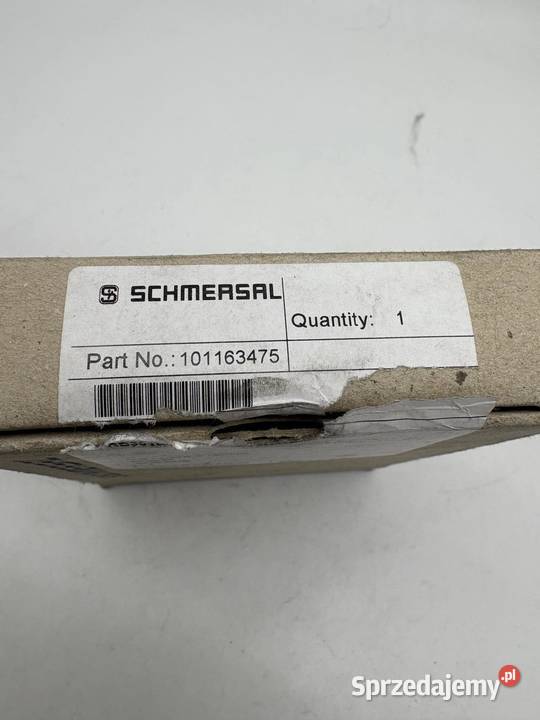 SCHMERSAL
Quantity: 1
Part No.:101163475
Sprzedajemy.pl